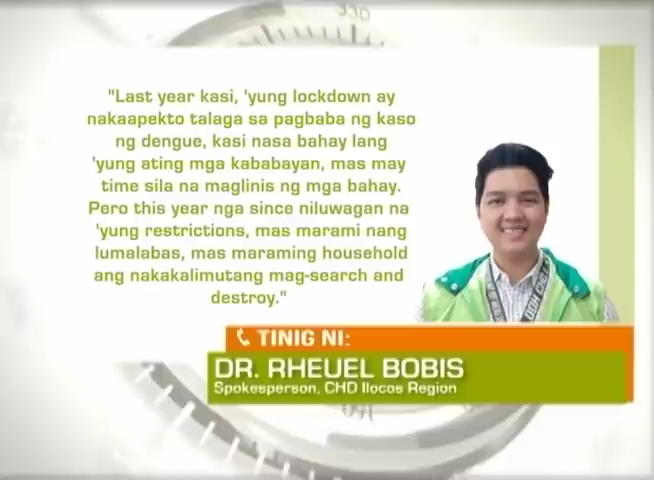 330
"Last year kasi, 'yung lockdown ay
nakaapekto talaga sa pagbaba ng kaso
ng dengue, kasi nasa bahay lang
'yung ating mga kababayan, mas may
time sila na maglinis ng mga bahay.
Pero this year nga since niluwagan na
'yung restrictions, mas marami nang
lumalabas, mas maraming household
ang nakakalimutang mag-search and
destroy."
TINIG NI:
DR. RHEUEL BOBIS
Spokesperson, CHD Ilocos Region